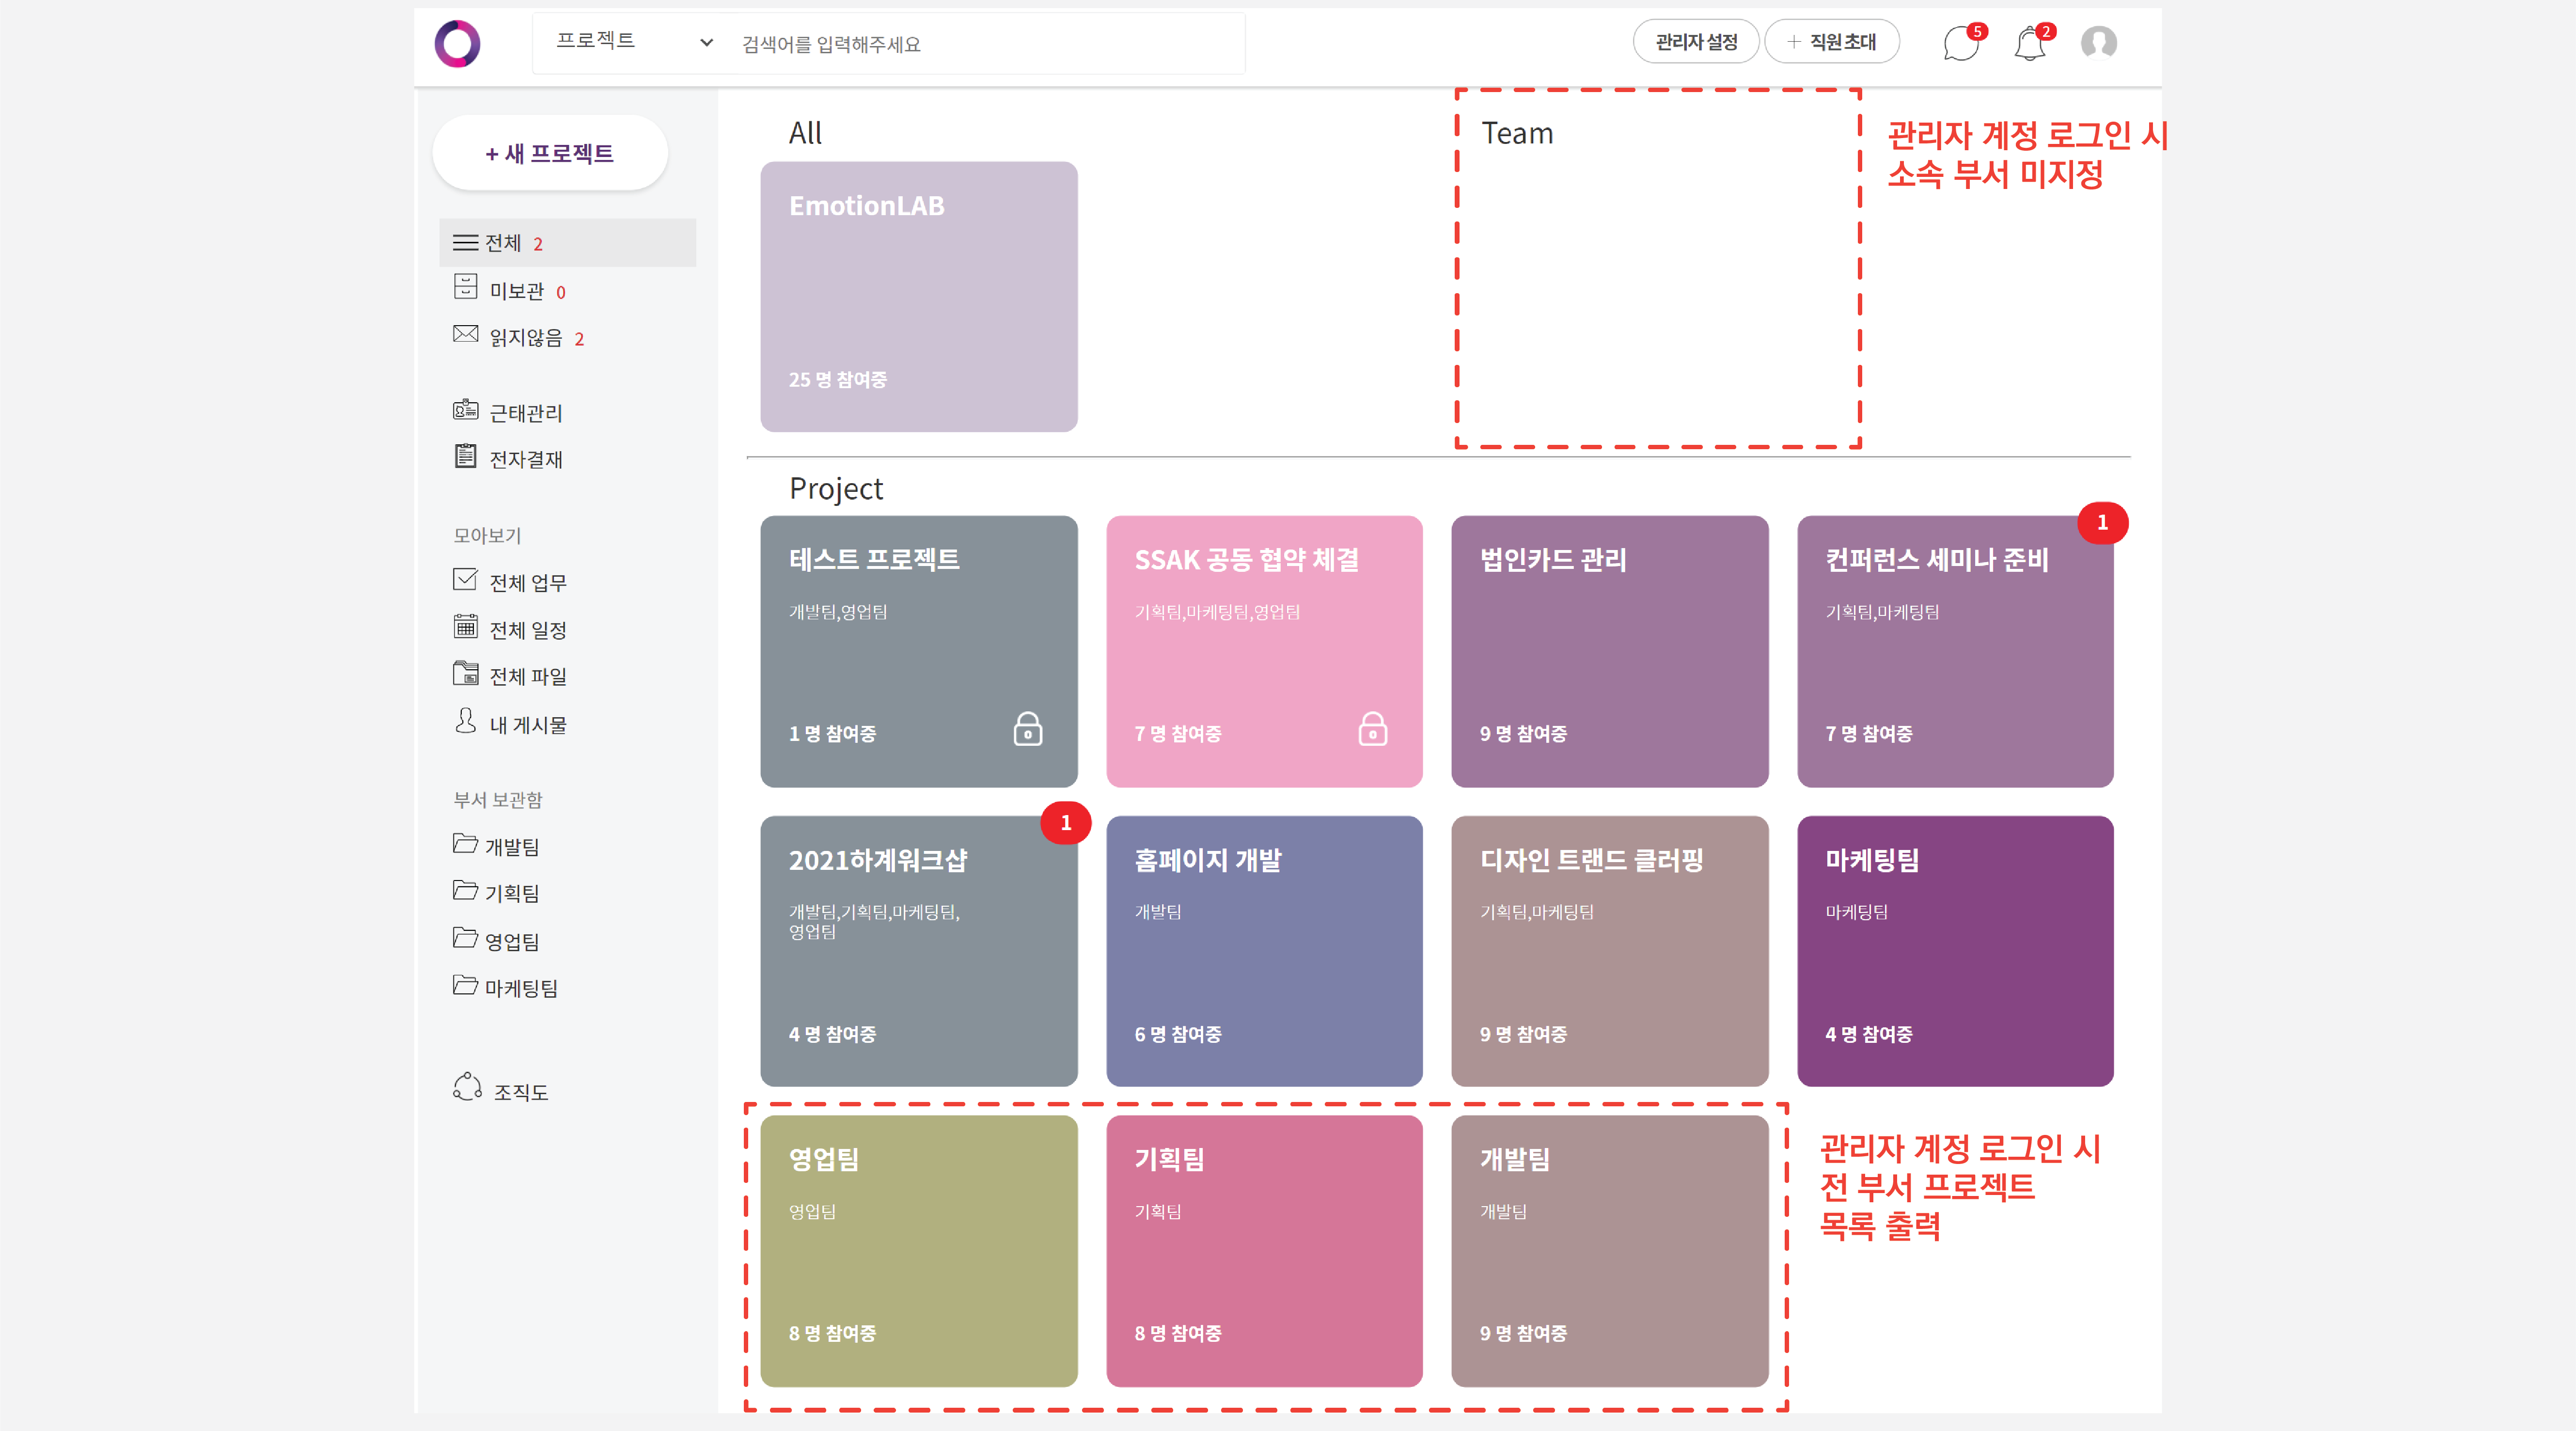 프로젝트
검색어를 입력해주세요
관리자 설정
+ 직원 초대
5
2
+ 새 프로젝트
전체 2
미보관 0
읽지않음 2
근태관리
전자결재
모아보기
전체 업무
전체 일정
전체 파일
내 게시물
부서 보관함
개발팀
기획팀
영업팀
마케팅팀
조직도
All
EmotionLAB
25 명 참여중
Team
관리자 계정 로그인 시
소속 부서 미지정
Project
테스트 프로젝트
개발팀,영업팀
1 명 참여중
SSAK 공동 협약 체결
기획팀,마케팅팀,영업팀
7 명 참여중
법인카드 관리
9 명 참여중
1
컨퍼런스 세미나 준비
기획팀,마케팅팀
7 명 참여중
1
2021하계워크샵
개발팀,기획팀,마케팅팀,
영업팀
4 명 참여중
홈페이지 개발
개발팀
6 명 참여중
디자인 트랜드 클러핑
기획팀,마케팅팀
9 명 참여중
마케팅팀
마케팅팀
4 명 참여중
영업팀
영업팀
8 명 참여중
기획팀
기획팀
8 명 참여중
개발팀
개발팀
9 명 참여중
관리자 계정 로그인 시
전 부서 프로젝트
목록 출력